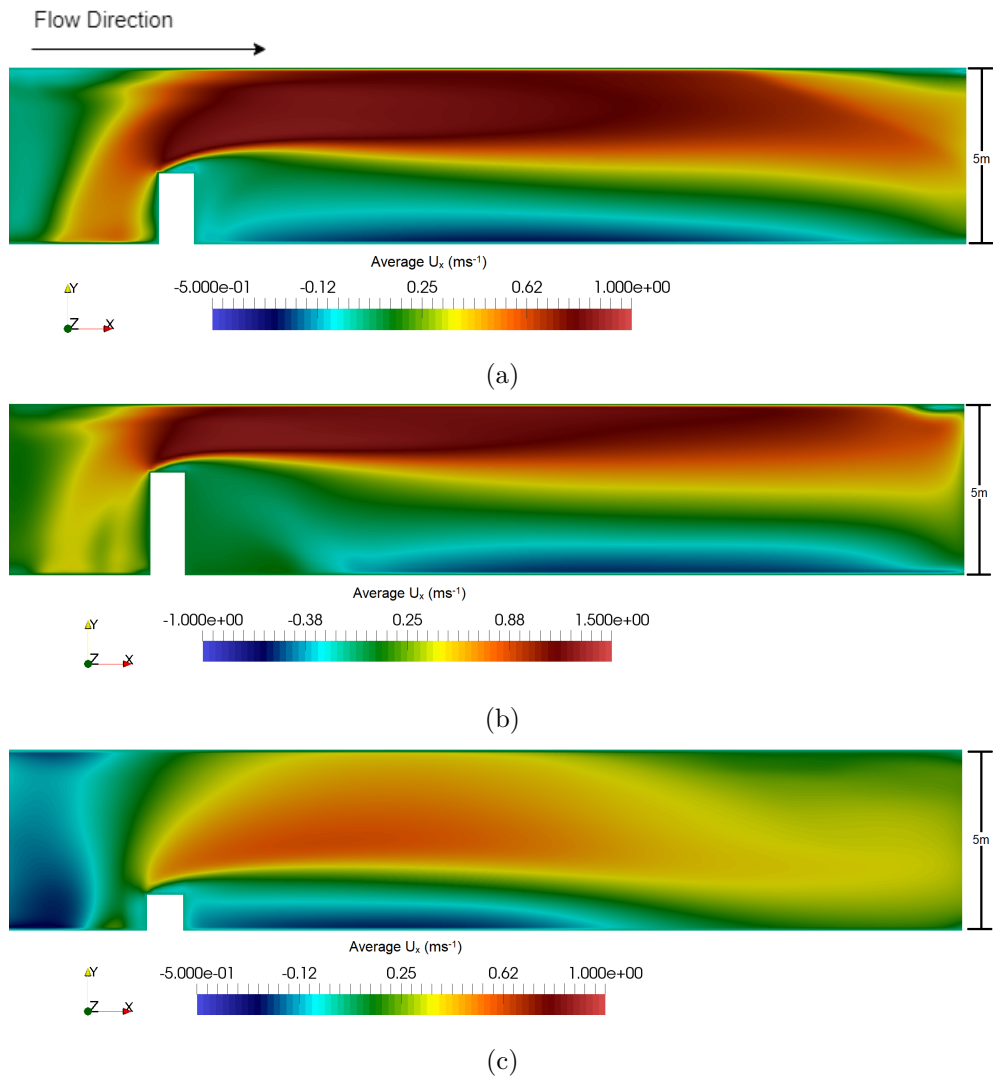 Flow Direction
5m
Average Uₓ (ms⁻¹)
-5.000e-01 -0.12 0.25 0.62 1.000e+00
Y
Z X
(a)
5m
Average Uₓ (ms⁻¹)
-1.000e+00 -0.38 0.25 0.88 1.500e+00
Y
Z X
(b)
5m
Average Uₓ (ms⁻¹)
-5.000e-01 -0.12 0.25 0.62 1.000e+00
Y
Z X
(c)